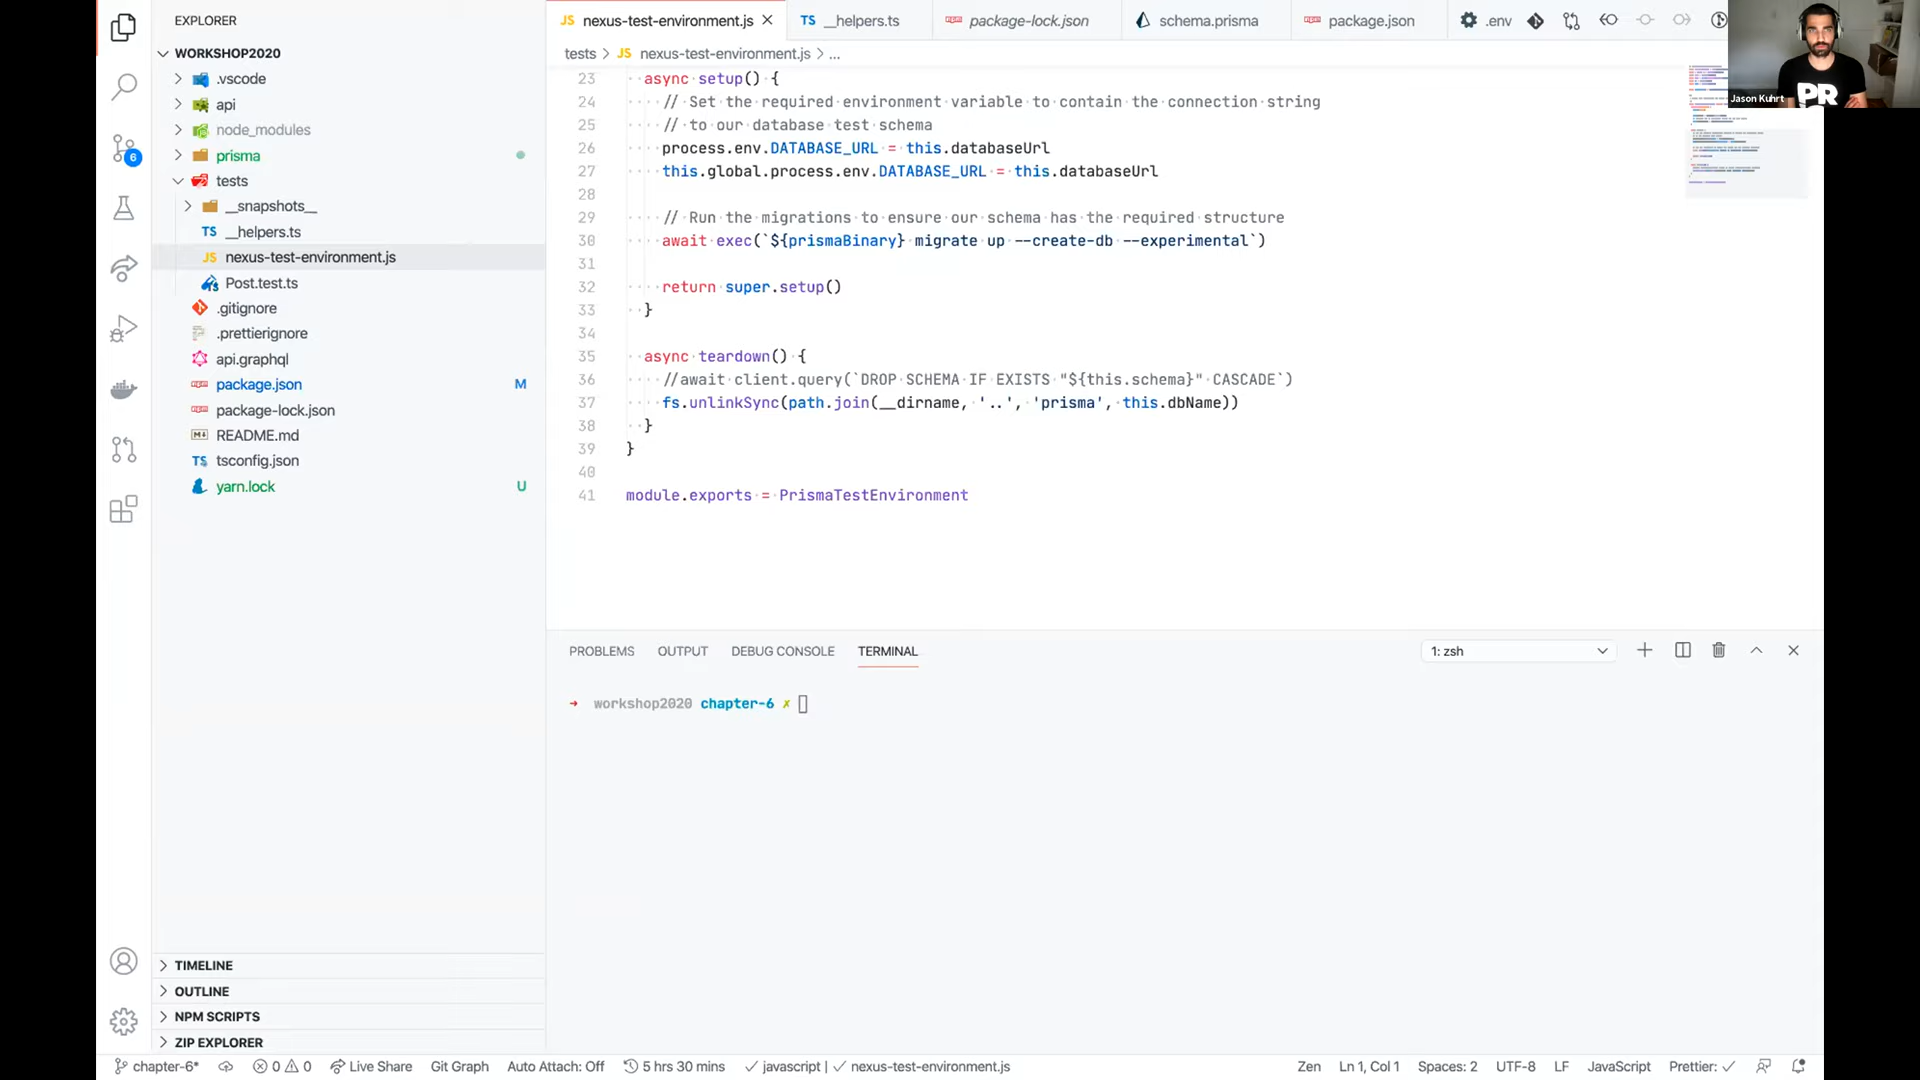 EXPLORER
WORKSHOP2020
.vscode
api
node_modules
prisma
tests
__snapshots__
TS __helpers.ts
JS nexus-test-environment.js
Post.test.ts
.gitignore
.prettierignore
api.graphql
package.json M
package-lock.json
README.md
TS tsconfig.json
yarn.lock U
TIMELINE
OUTLINE
NPM SCRIPTS
ZIP EXPLORER
6
JS nexus-test-environment.js TS __helpers.ts package-lock.json schema.prisma package.json .env
tests > JS nexus-test-environment.js > ...
23 async setup() {
24 // Set the required environment variable to contain the connection string
25 // to our database test schema
26 process.env.DATABASE_URL = this.databaseUrl
27 this.global.process.env.DATABASE_URL = this.databaseUrl
28
29 // Run the migrations to ensure our schema has the required structure
30 await exec(`${prismaBinary} migrate up --create-db --experimental`)
31
32 return super.setup()
33 }
34
35 async teardown() {
36 //await client.query(`DROP SCHEMA IF EXISTS "${this.schema}" CASCADE`)
37 fs.unlinkSync(path.join(__dirname, '..', 'prisma', this.dbName))
38 }
39 }
40
41 module.exports = PrismaTestEnvironment
Jason Kuhrt
PR
PROBLEMS OUTPUT DEBUG CONSOLE TERMINAL 1: zsh
→ workshop2020 chapter-6 ✗
chapter-6* 0 0 Live Share Git Graph Auto Attach: Off 5 hrs 30 mins ✓ javascript | ✓ nexus-test-environment.js Zen Ln 1, Col 1 Spaces: 2 UTF-8 LF JavaScript Prettier: ✓